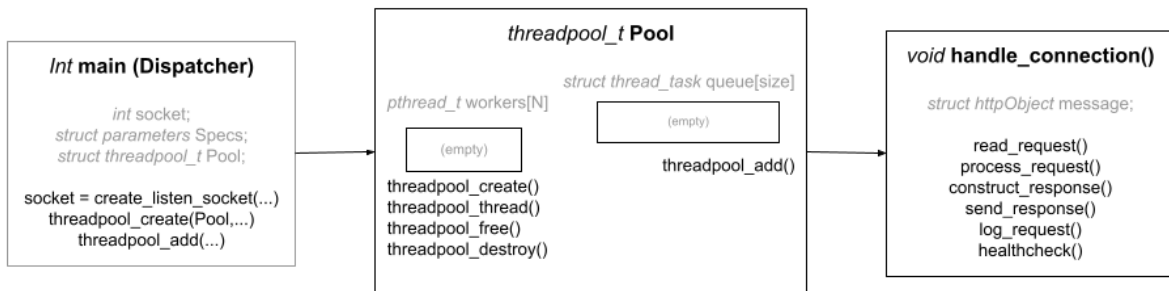 Int main (Dispatcher)
int socket;
struct parameters Specs;
struct threadpool_t Pool;
socket = create_listen_socket(...)
threadpool_create(Pool,...)
threadpool_add(...)
threadpool_t Pool
pthread_t workers[N]
(empty)
threadpool_create()
threadpool_thread()
threadpool_free()
threadpool_destroy()
struct thread_task queue[size]
(empty)
threadpool_add()
void handle_connection()
struct httpObject message;
read_request()
process_request()
construct_response()
send_response()
log_request()
healthcheck()